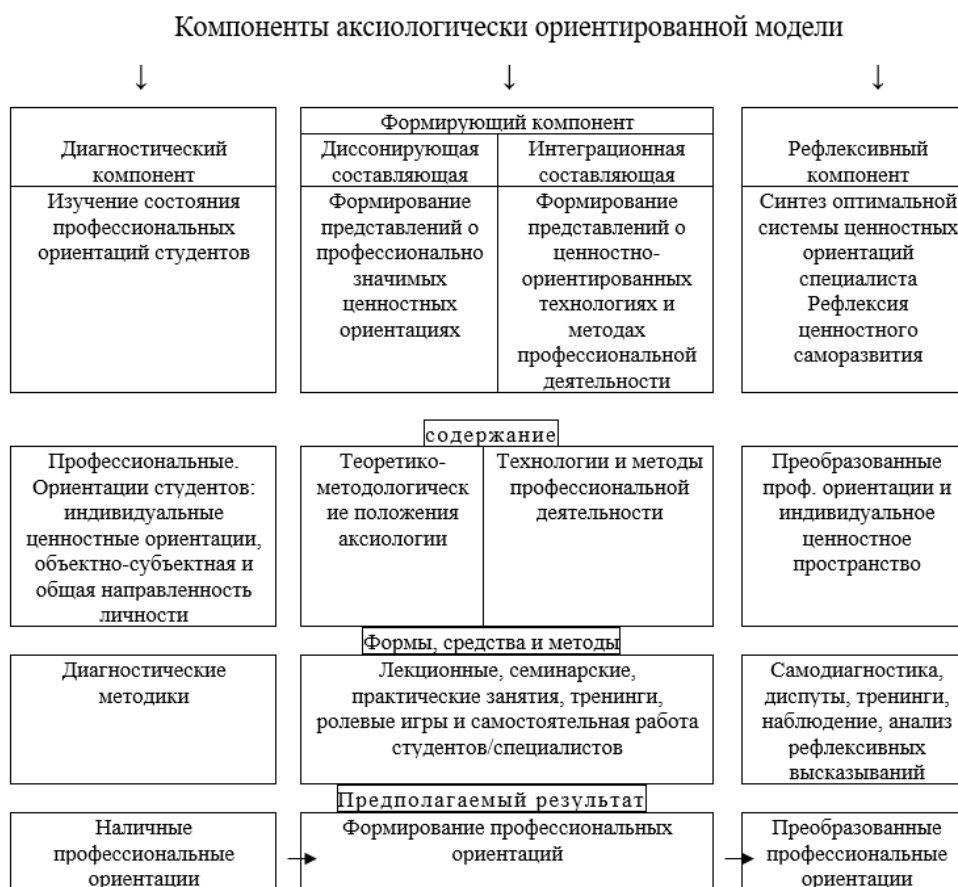 Компоненты аксиологически ориентированной модели
↓ ↓ ↓
Диагностический
компонент
Формирующий компонент
Диссонирующая
составляющая
Интеграционная
составляющая
Рефлексивный
компонент
Изучение состояния
профессиональных
ориентаций студентов
Формирование
представлений о
профессионально
значимых
ценностных
ориентациях
Формирование
представлений о
ценностно-
ориентированных
технологиях и
методах
профессиональной
деятельности
Синтез оптимальной
системы ценностных
ориентаций
специалиста
Рефлексия
ценностного
саморазвития
содержание
Профессиональные.
Ориентации студентов:
индивидуальные
ценностные ориентации,
объектно-субъектная и
общая направленность
личности
Теоретико-
методологическ
ие положения
аксиологии
Технологии и методы
профессиональной
деятельности
Преобразованные
проф. ориентации и
индивидуальное
ценностное
пространство
Формы, средства и методы
Диагностические
методики
Лекционные, семинарские,
практические занятия, тренинги,
ролевые игры и самостоятельная работа
студентов/специалистов
Самодиагностика,
диспуты, тренинги,
наблюдение, анализ
рефлексивных
высказываний
Предполагаемый результат
Наличные
профессиональные
ориентации
Формирование профессиональных
ориентаций
Преобразованные
профессиональные
ориентации